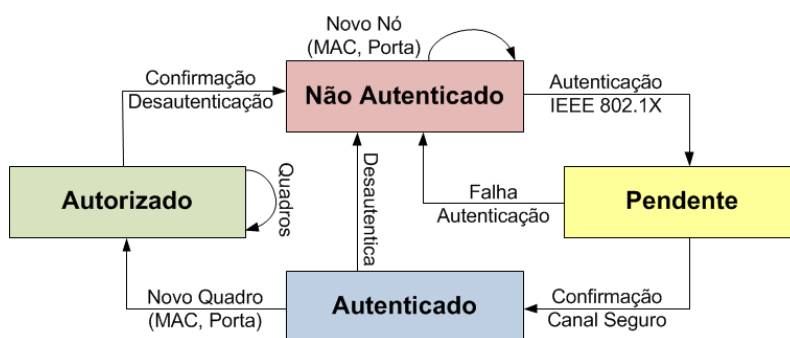 Novo Nó
(MAC, Porta)
Confirmação
Desautenticação
Não Autenticado
Autenticação
IEEE 802.1X
Autorizado
Quadros
Desautentica
Falha
Autenticação
Pendente
Novo Quadro
(MAC, Porta)
Autenticado
Confirmação
Canal Seguro